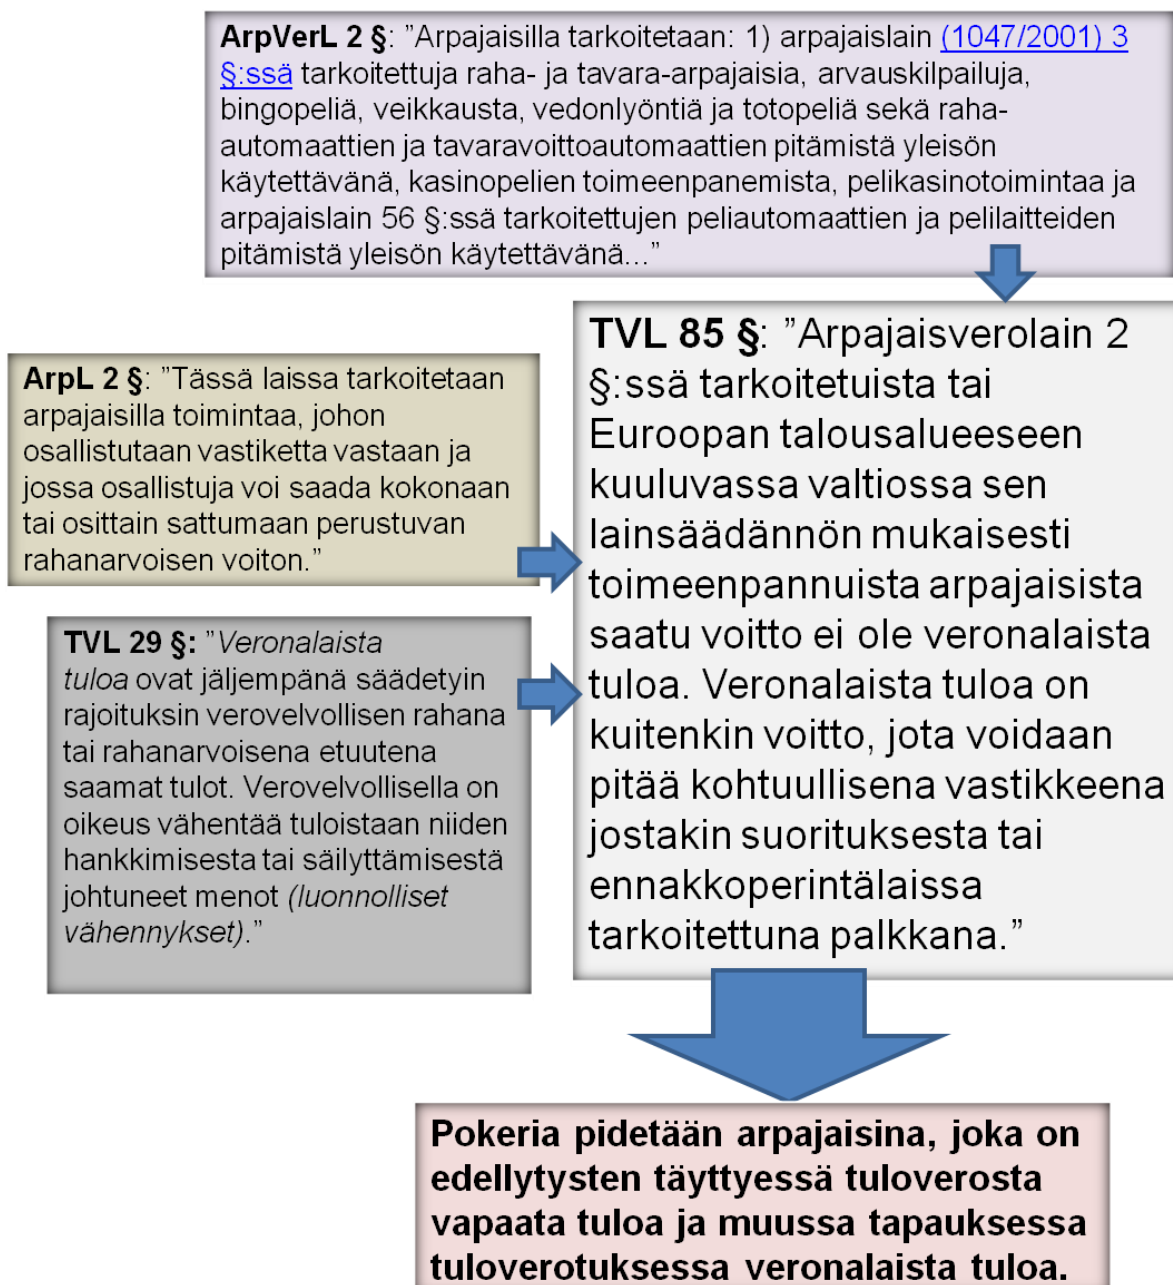 ArpVerL 2 §: ”Arpajaisilla tarkoitetaan: 1) arpajaislain (1047/2001) 3
§:ssä tarkoitettuja raha- ja tavara-arpajaisia, arvauskilpailuja,
bingopeliä, veikkausta, vedonlyöntiä ja totopeliä sekä raha-
automaattien ja tavaravoittoautomaattien pitämistä yleisön
käytettävänä, kasinopelien toimeenpanemista, pelikasinotoimintaa ja
arpajaislain 56 §:ssä tarkoitettujen peliautomaattien ja pelilaitteiden
pitämistä yleisön käytettävänä...”
ArpL 2 §: ”Tässä laissa tarkoitetaan
arpajaisilla toimintaa, johon
osallistutaan vastiketta vastaan ja
jossa osallistuja voi saada kokonaan
tai osittain sattumaan perustuvan
rahanarvoisen voiton.”
TVL 29 §: ”Veronalaista
tuloa ovat jäljempänä säädetyin
rajoituksin verovelvollisen rahana
tai rahanarvoisena etuutena
saamat tulot. Verovelvollisella on
oikeus vähentää tuloistaan niiden
hankkimisesta tai säilyttämisestä
johtuneet menot (luonnolliset
vähennykset).”
TVL 85 §: ”Arpajaisverolain 2
§:ssä tarkoitetuista tai
Euroopan talousalueeseen
kuuluvassa valtiossa sen
lainsäädännön mukaisesti
toimeenpannuista arpajaisista
saatu voitto ei ole veronalaista
tuloa. Veronalaista tuloa on
kuitenkin voitto, jota voidaan
pitää kohtuullisena vastikkeena
jostakin suorituksesta tai
ennakkoperintälaissa
tarkoitettuna palkkana.”
Pokeria pidetään arpajaisina, joka on
edellytysten täyttyessä tuloverosta
vapaata tuloa ja muussa tapauksessa
tuloverotuksessa veronalaista tuloa.